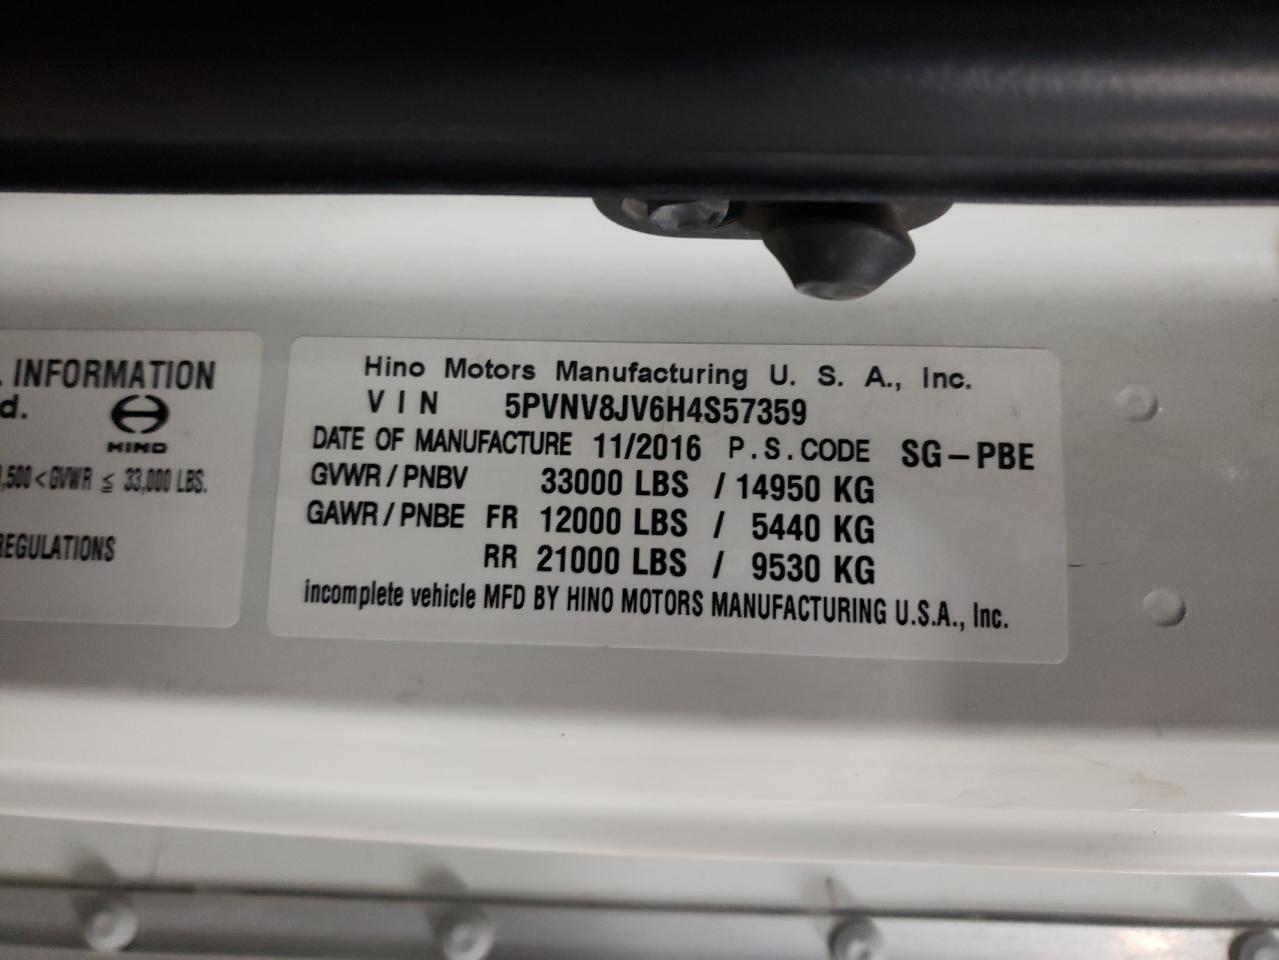 INFORMATION
d.
HINO
,500 < GVWR ≤ 33,000 LBS.
REGULATIONS
Hino Motors Manufacturing U. S. A., Inc.
VIN 5PVNV8JV6H4S57359
DATE OF MANUFACTURE 11/2016 P.S.CODE SG-PBE
GVWR / PNBV 33000 LBS / 14950 KG
GAWR / PNBE FR 12000 LBS / 5440 KG
RR 21000 LBS / 9530 KG
incomplete vehicle MFD BY HINO MOTORS MANUFACTURING U.S.A., Inc.